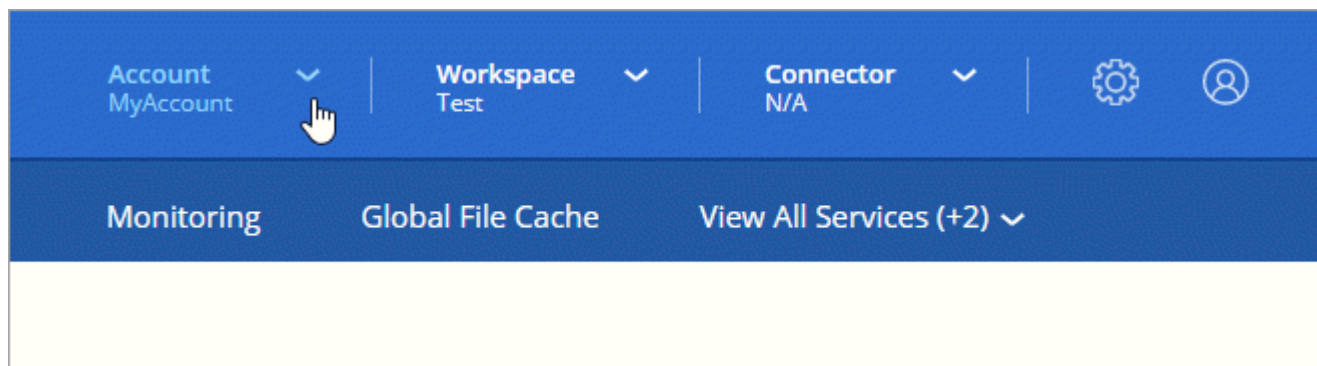 Account
MyAccount
Workspace
Test
Connector
N/A
Monitoring
Global File Cache
View All Services (+2)